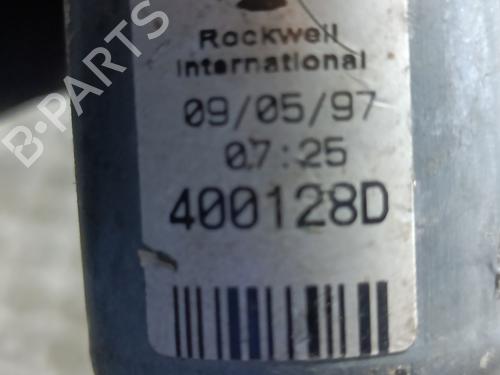 Rockwell
International
09/05/97
07:25
400128D
B-PARTS